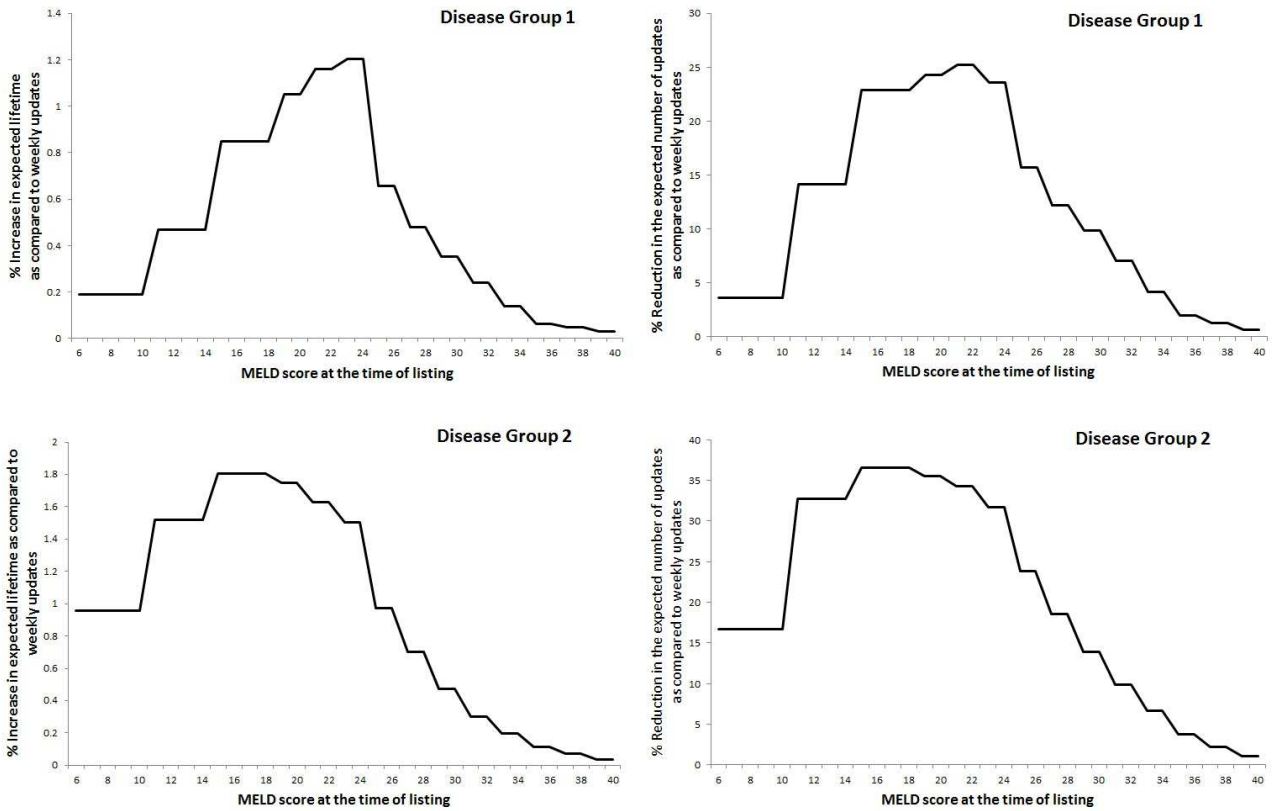 Disease Group 1
% Increase in expected lifetime
as compared to weekly updates
1.4
1.2
1
0.8
0.6
0.4
0.2
0
6 8 10 12 14 16 18 20 22 24 26 28 30 32 34 36 38 40
MELD score at the time of listing
Disease Group 1
% Reduction in the expected number of updates
as compared to weekly updates
30
25
20
15
10
5
0
6 8 10 12 14 16 18 20 22 24 26 28 30 32 34 36 38 40
MELD score at the time of listing
Disease Group 2
% Increase in expected lifetime as compared to
weekly updates
2
1.8
1.6
1.4
1.2
1
0.8
0.6
0.4
0.2
0
6 8 10 12 14 16 18 20 22 24 26 28 30 32 34 36 38 40
MELD score at the time of listing
Disease Group 2
% Reduction in the expected number of updates
as compared to weekly updates
40
35
30
25
20
15
10
5
0
6 8 10 12 14 16 18 20 22 24 26 28 30 32 34 36 38 40
MELD score at the time of listing